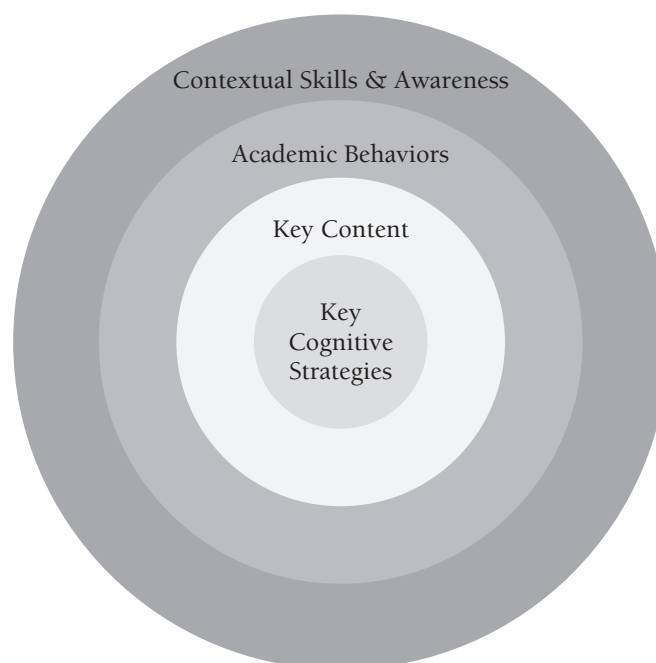 Contextual Skills & Awareness
Academic Behaviors
Key Content
Key
Cognitive
Strategies